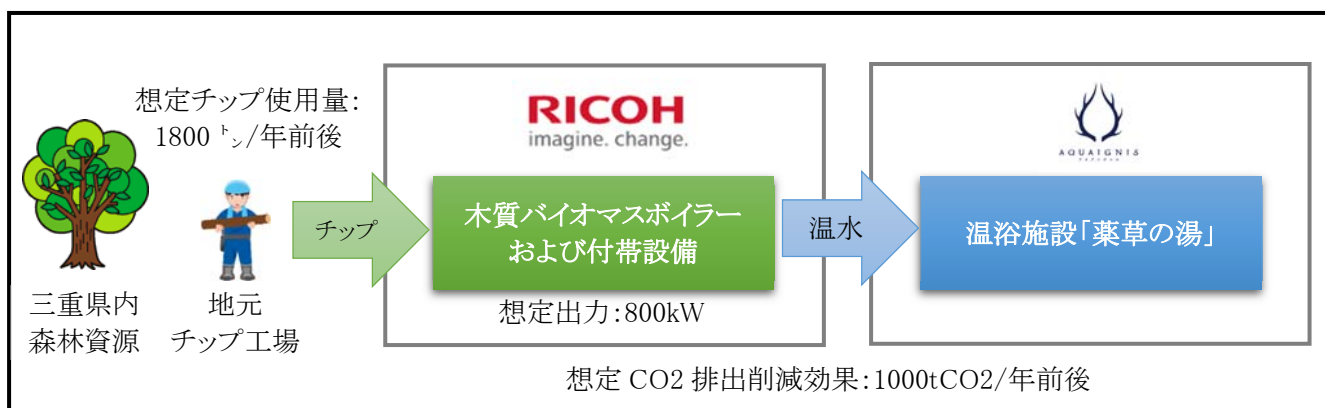 想定チップ使用量:
1800 ㌧/年前後
三重県内
森林資源
地元
チップ工場
チップ
RICOH
imagine. change.
木質バイオマスボイラー
および付帯設備
想定出力:800kW
温水
AQUAIGNIS
温浴施設「薬草の湯」
想定 CO2 排出削減効果:1000tCO2/年前後